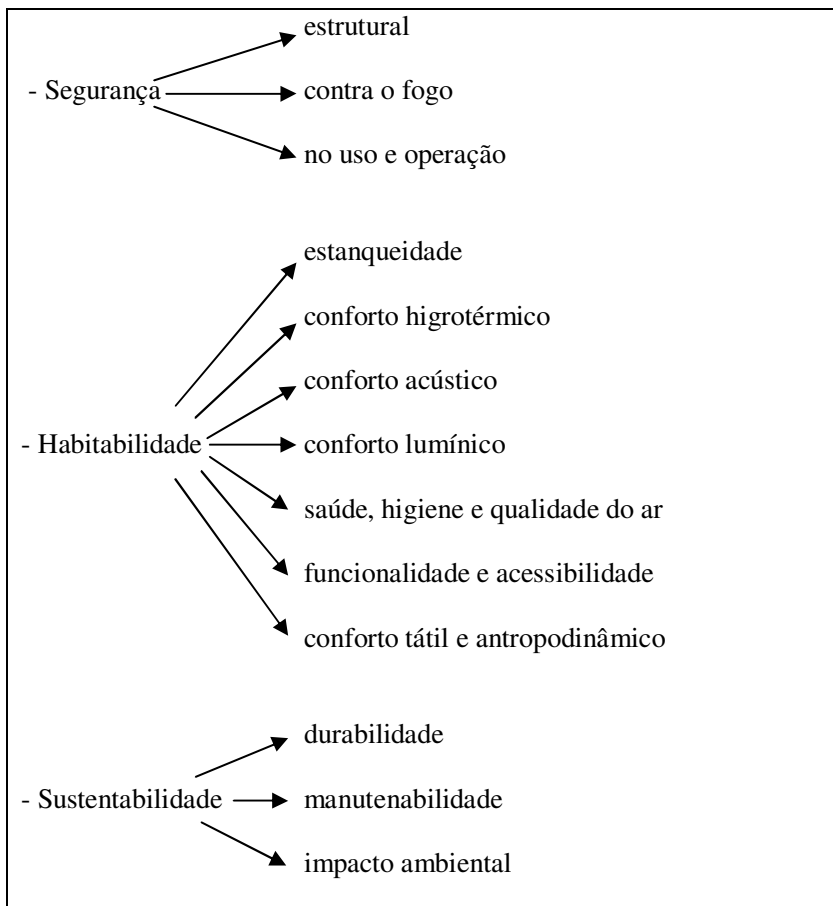 estrutural
- Segurança
contra o fogo
no uso e operação
estanqueidade
conforto higrotérmico
conforto acústico
- Habitabilidade
conforto lumínico
saúde, higiene e qualidade do ar
funcionalidade e acessibilidade
conforto tátil e antropodinâmico
durabilidade
- Sustentabilidade
manutenabilidade
impacto ambiental